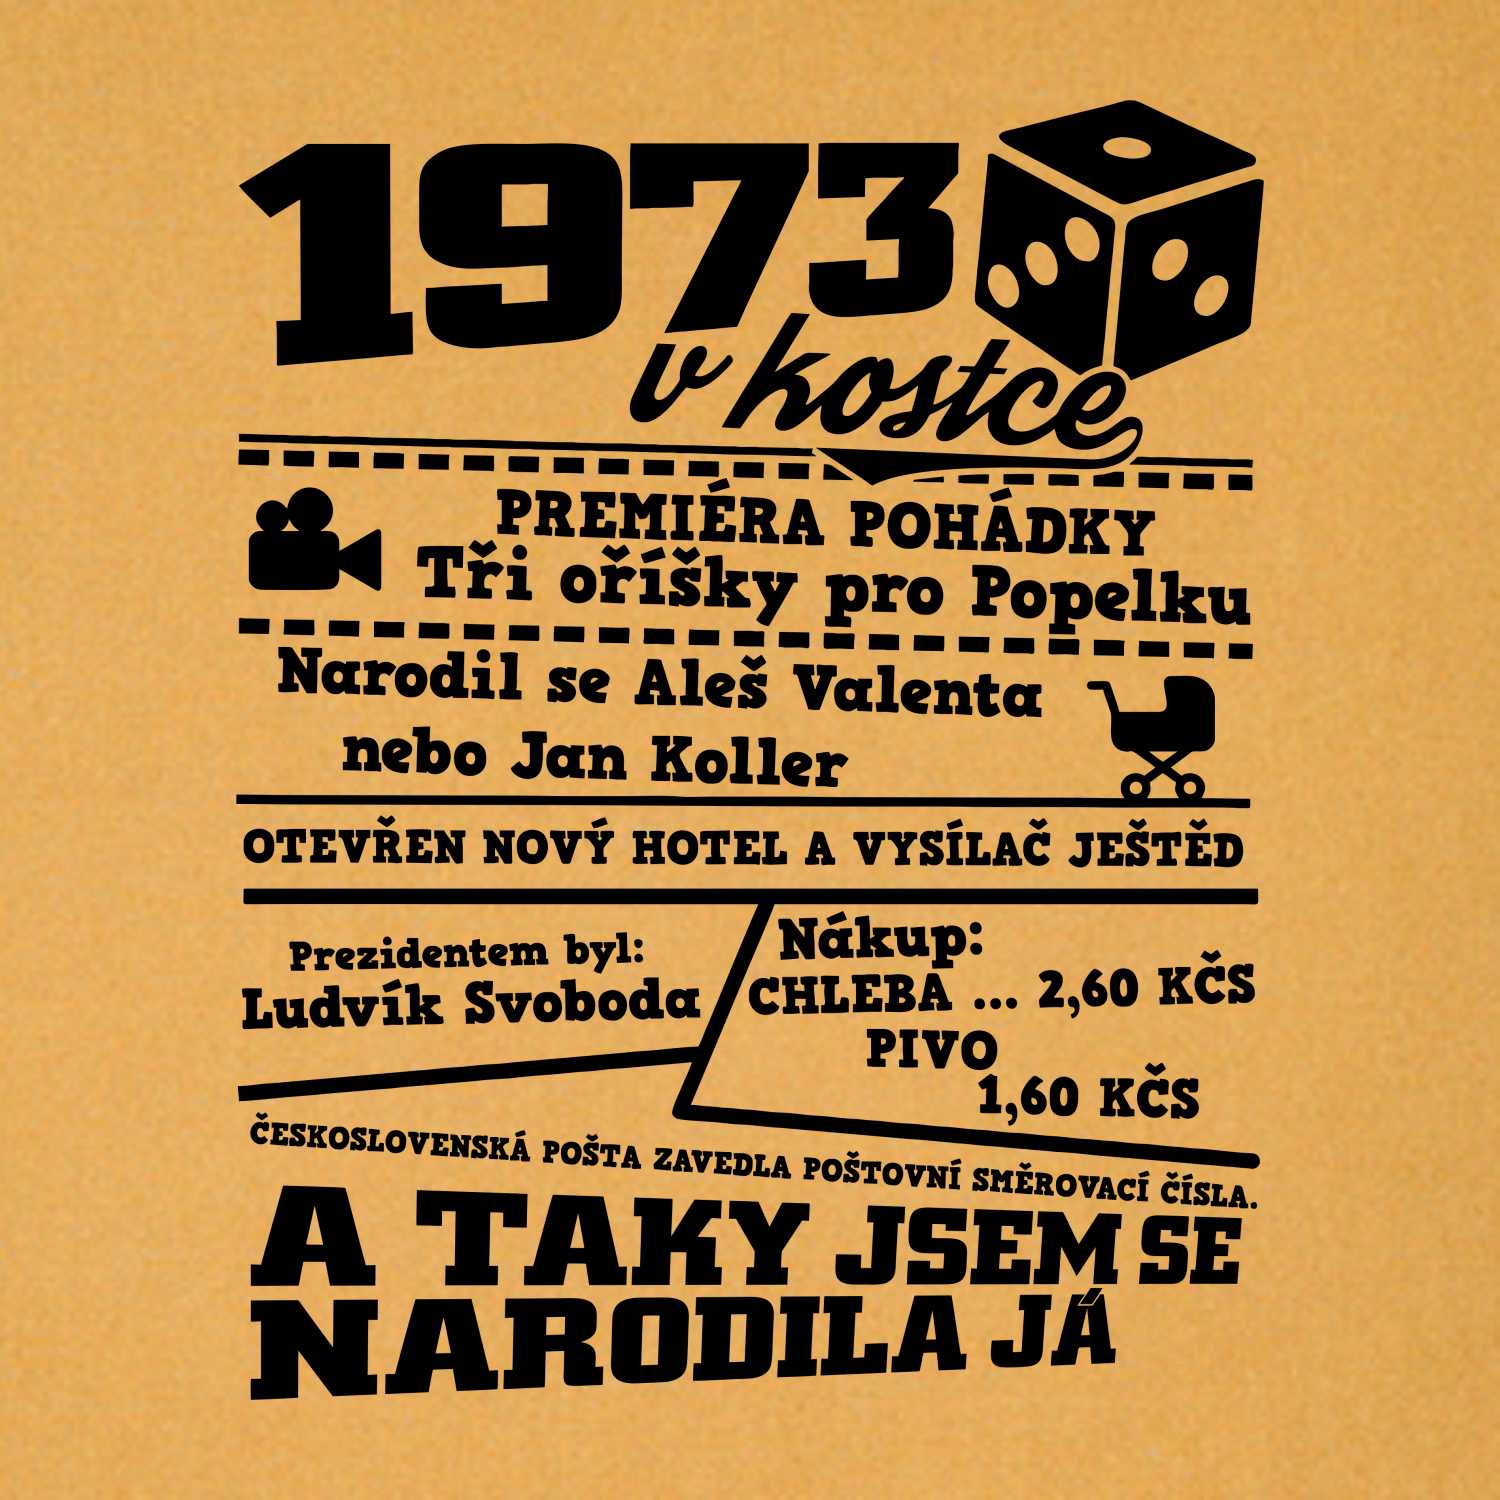 1973
v kostce
PREMIÉRA POHÁDKY
Tři oříšky pro Popelku
Narodil se Aleš Valenta
nebo Jan Koller
OTEVŘEN NOVÝ HOTEL A VYSÍLAČ JEŠTĚD
Prezidentem byl:
Ludvík Svoboda
Nákup:
CHLEBA ... 2,60 KČS
PIVO
1,60 KČS
ČESKOSLOVENSKÁ POŠTA ZAVEDLA POŠTOVNÍ SMĚROVACÍ ČÍSLA.
A TAKY JSEM SE
NARODILA JÁ